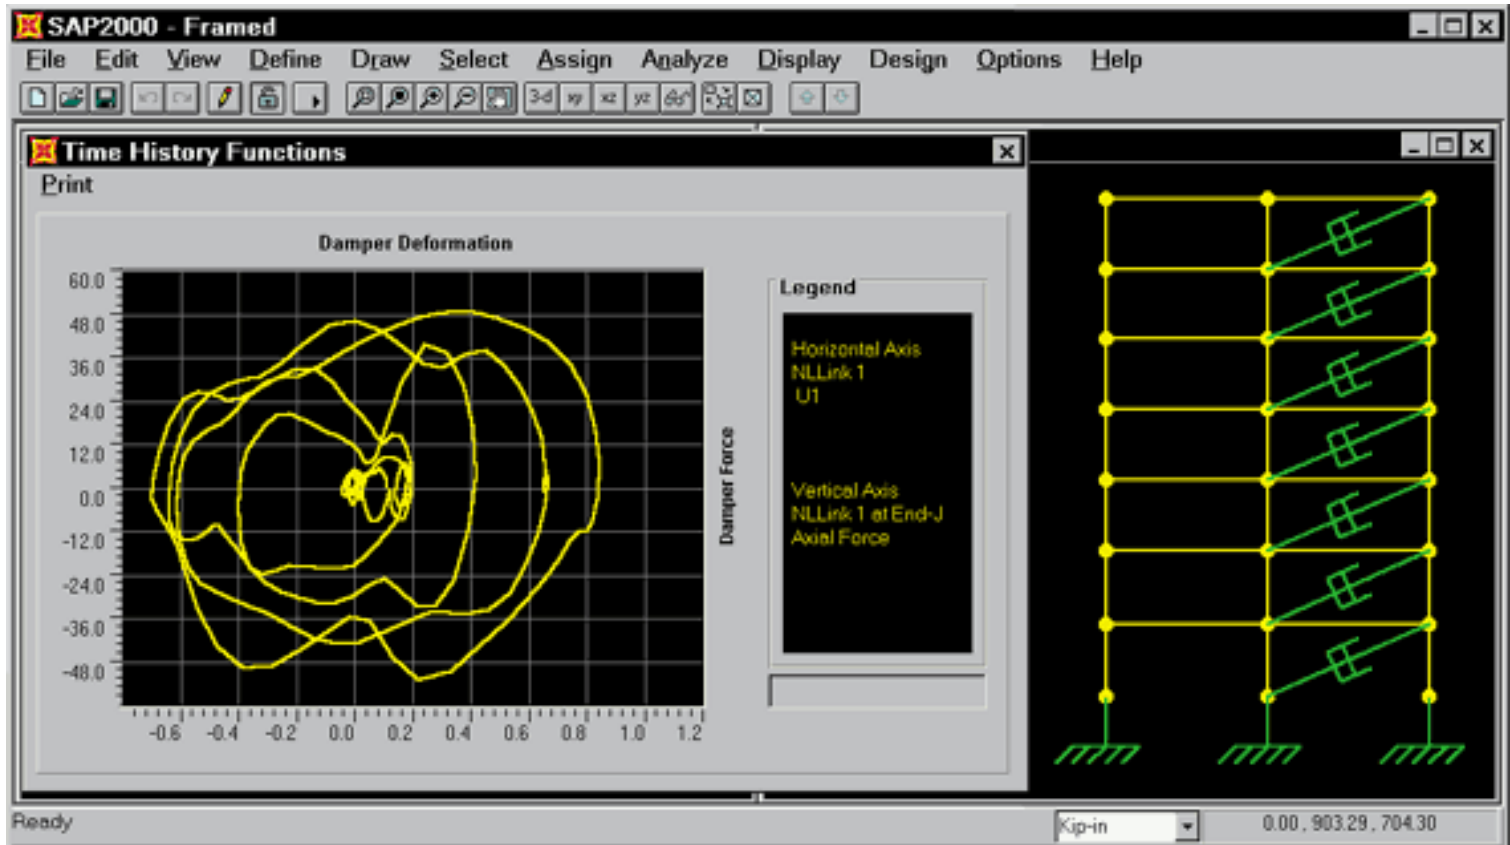 SAP2000 - Framed
File Edit View Define Draw Select Assign Analyze Display Design Options Help
3-d xy xz yz
Time History Functions
Print
Damper Deformation
60.0
48.0
36.0
24.0
12.0
0.0
-12.0
-24.0
-36.0
-48.0
-0.6 -0.4 -0.2 0.0 0.2 0.4 0.6 0.8 1.0 1.2
Damper Force
Legend
Horizontal Axis
NLLink 1
U1
Vertical Axis
NLLink 1 at End-J
Axial Force
Ready
Kip-in
0.00 , 903.29 , 704.30